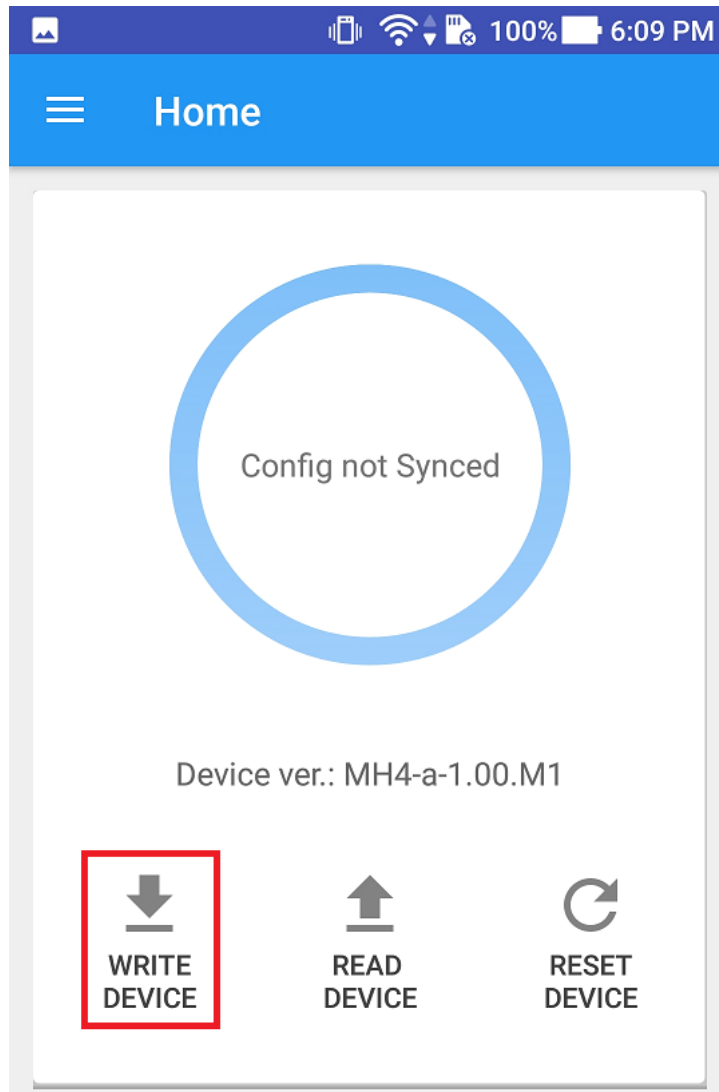 100% 6:09 PM
Home
Config not Synced
Device ver.: MH4-a-1.00.M1
WRITE
DEVICE
READ
DEVICE
RESET
DEVICE